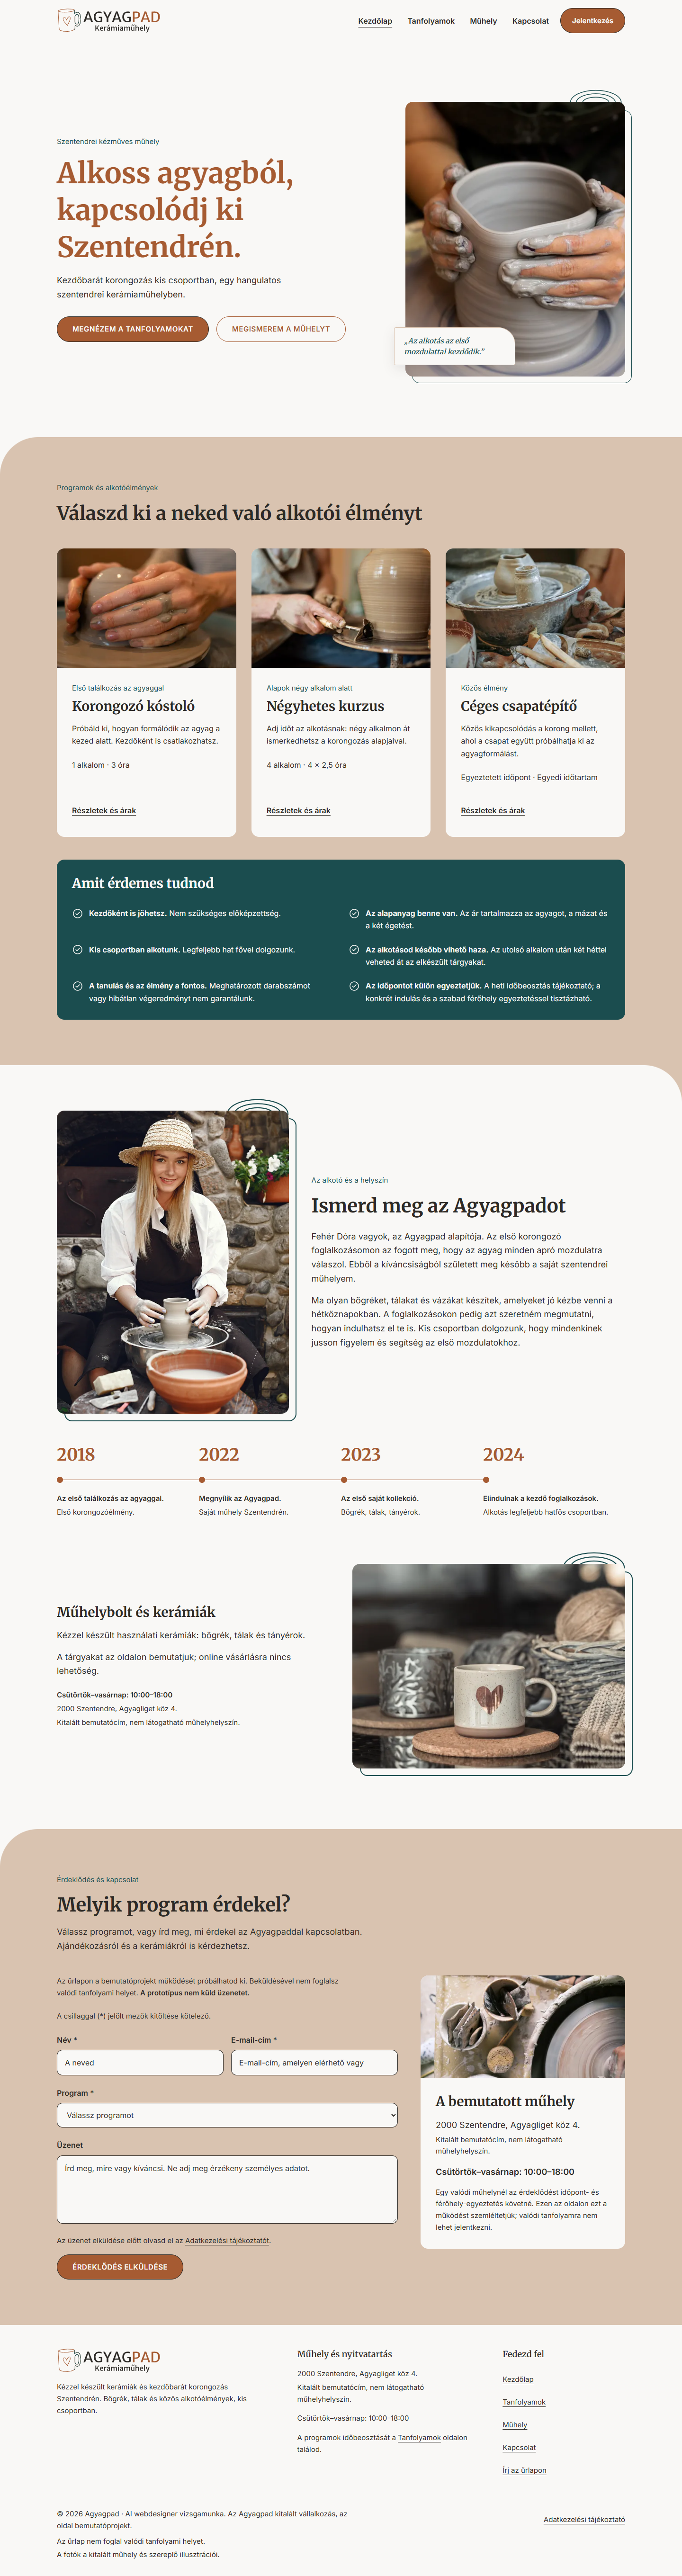 AGYAGPAD
Kerámiaműhely
Kezdőlap
Tanfolyamok
Műhely
Kapcsolat
Jelentkezés
Szentendrei kézműves műhely
Alkoss agyagból,
kapcsolódj ki
Szentendrén.
Kezdőbarát korongozás kis csoportban, egy hangulatos
szentendrei kerámiaműhelyben.
MEGNÉZEM A TANFOLYAMOKAT
MEGISMEREM A MŰHELYT
„Az alkotás az első
mozdulattal kezdődik.”
Programok és alkotóélmények
Válaszd ki a neked való alkotói élményt
Első találkozás az agyaggal
Korongozó kóstoló
Próbáld ki, hogyan formálódik az agyag a
kezed alatt. Kezdőként is csatlakozhatsz.
1 alkalom · 3 óra
Részletek és árak
Alapok négy alkalom alatt
Négyhetes kurzus
Adj időt az alkotásnak: négy alkalmon át
ismerkedhetsz a korongozás alapjaival.
4 alkalom · 4 × 2,5 óra
Részletek és árak
Közös élmény
Céges csapatépítő
Közös kikapcsolódás a korong mellett,
ahol a csapat együtt próbálhatja ki az
agyagformálást.
Egyeztetett időpont · Egyedi időtartam
Részletek és árak
Amit érdemes tudnod
Kezdőként is jöhetsz. Nem szükséges előképzettség.
Az alapanyag benne van. Az ár tartalmazza az agyagot, a mázat és
a két égetést.
Kis csoportban alkotunk. Legfeljebb hat fővel dolgozunk.
Az alkotásod később vihető haza. Az utolsó alkalom után két héttel
veheted át az elkészült tárgyakat.
A tanulás és az élmény a fontos. Meghatározott darabszámot
vagy hibátlan végeredményt nem garantálunk.
Az időpontot külön egyeztetjük. A heti időbeosztás tájékoztató; a
konkrét indulás és a szabad férőhely egyeztetéssel tisztázható.
Az alkotó és a helyszín
Ismerd meg az Agyagpadot
Fehér Dóra vagyok, az Agyagpad alapítója. Az első korongozó
foglalkozásomon az fogott meg, hogy az agyag minden apró mozdulatra
válaszol. Ebből a kíváncsiságból született meg később a saját szentendrei
műhelyem.
Ma olyan bögréket, tálakat és vázákat készítek, amelyeket jó kézbe venni a
hétköznapokban. A foglalkozásokon pedig azt szeretném megmutatni,
hogyan indulhatsz el te is. Kis csoportban dolgozunk, hogy mindenkinek
jusson figyelem és segítség az első mozdulatokhoz.
2018
Az első találkozás az agyaggal.
Első korongozóélmény.
2022
Megnyílik az Agyagpad.
Saját műhely Szentendrén.
2023
Az első saját kollekció.
Bögrék, tálak, tányérok.
2024
Elindulnak a kezdő foglalkozások.
Alkotás legfeljebb hatfős csoportban.
Műhelybolt és kerámiák
Kézzel készült használati kerámiák: bögrék, tálak és tányérok.
A tárgyakat az oldalon bemutatjuk; online vásárlásra nincs
lehetőség.
Csütörtök–vasárnap: 10:00–18:00
2000 Szentendre, Agyagliget köz 4.
Kitalált bemutatócím, nem látogatható műhelyhelyszín.
Érdeklődés és kapcsolat
Melyik program érdekel?
Válassz programot, vagy írd meg, mi érdekel az Agyagpaddal kapcsolatban.
Ajándékozásról és a kerámiákról is kérdezhetsz.
Az űrlapon a bemutatóprojekt működését próbálhatod ki. Beküldésével nem foglalsz
valódi tanfolyami helyet. A prototípus nem küld üzenetet.
A csillaggal (*) jelölt mezők kitöltése kötelező.
Név *
E-mail-cím *
A neved
E-mail-cím, amelyen elérhető vagy
Program *
Válassz programot
Üzenet
Írd meg, mire vagy kíváncsi. Ne adj meg érzékeny személyes adatot.
Az üzenet elküldése előtt olvasd el az Adatkezelési tájékoztatót.
ÉRDEKLŐDÉS ELKÜLDÉSE
A bemutatott műhely
2000 Szentendre, Agyagliget köz 4.
Kitalált bemutatócím, nem látogatható
műhelyhelyszín.
Csütörtök–vasárnap: 10:00–18:00
Egy valódi műhelynél az érdeklődést időpont- és
férőhely-egyeztetés követné. Ezen az oldalon ezt a
működést szemléltetjük; valódi tanfolyamra nem
lehet jelentkezni.
AGYAGPAD
Kerámiaműhely
Kézzel készült kerámiák és kezdőbarát korongozás
Szentendrén. Bögrék, tálak és közös alkotóélmények, kis
csoportban.
Műhely és nyitvatartás
2000 Szentendre, Agyagliget köz 4.
Kitalált bemutatócím, nem látogatható
műhelyhelyszín.
Csütörtök–vasárnap: 10:00–18:00
A programok időbeosztását a Tanfolyamok oldalon
találod.
Fedezd fel
Kezdőlap
Tanfolyamok
Műhely
Kapcsolat
Írj az űrlapon
© 2026 Agyagpad · AI webdesigner vizsgamunka. Az Agyagpad kitalált vállalkozás, az
oldal bemutatóprojekt.
Az űrlap nem foglal valódi tanfolyami helyet.
A fotók a kitalált műhely és szereplő illusztrációi.
Adatkezelési tájékoztató